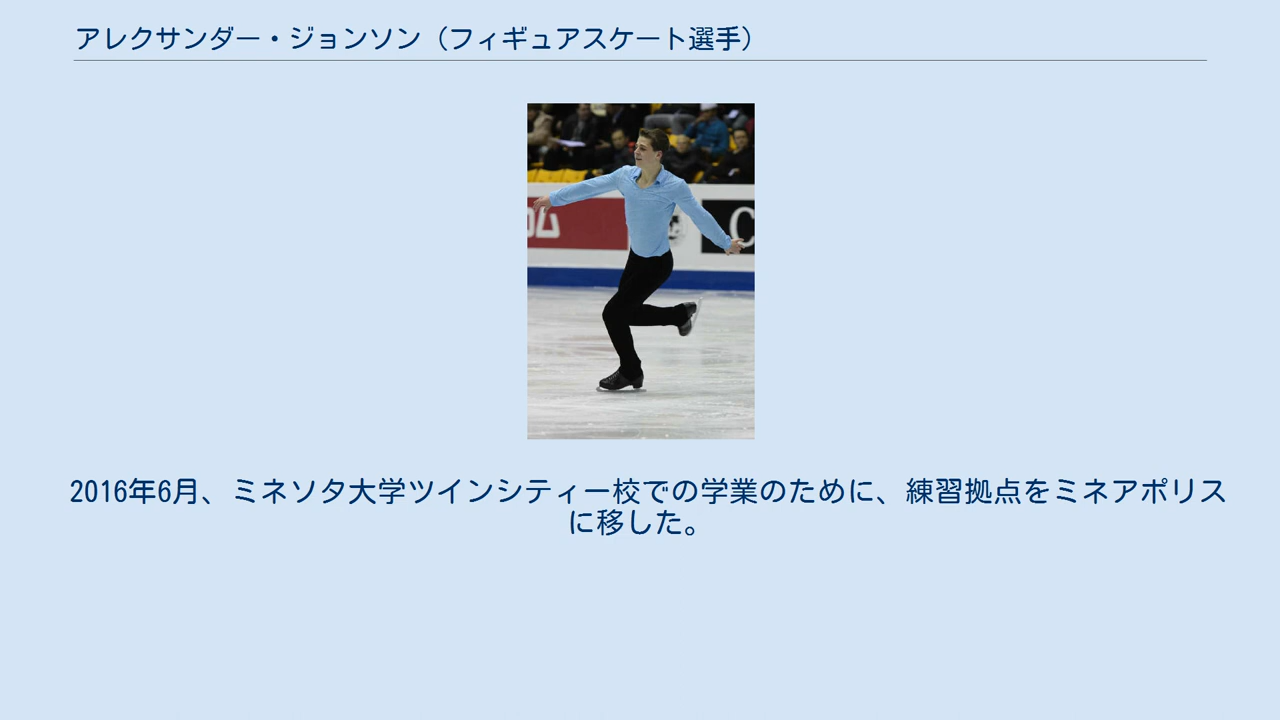 アレクサンダー・ジョンソン（フィギュアスケート選手）
2016年6月、ミネソタ大学ツインシティー校での学業のために、練習拠点をミネアポリス
に移した。